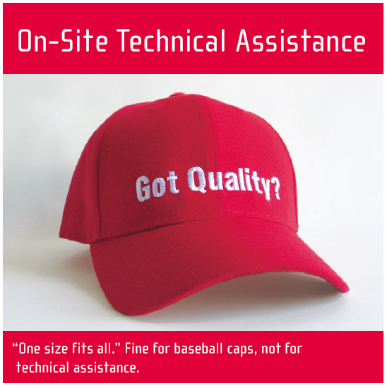 On-Site Technical Assistance
Got Quality?
“One size fits all.” Fine for baseball caps, not for
technical assistance.